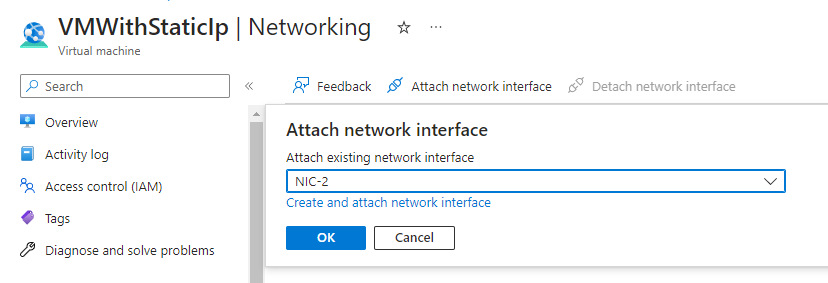 VMWithStaticIp | Networking ☆ ···
Virtual machine
Search «
Feedback Attach network interface Detach network interface
Overview
Activity log
Access control (IAM)
Tags
Diagnose and solve problems
Attach network interface
Attach existing network interface
NIC-2
Create and attach network interface
OK Cancel